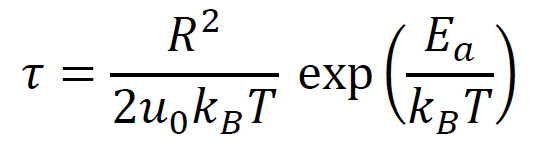 τ = R² / (2u₀k_BT) exp(E_a / (k_BT))